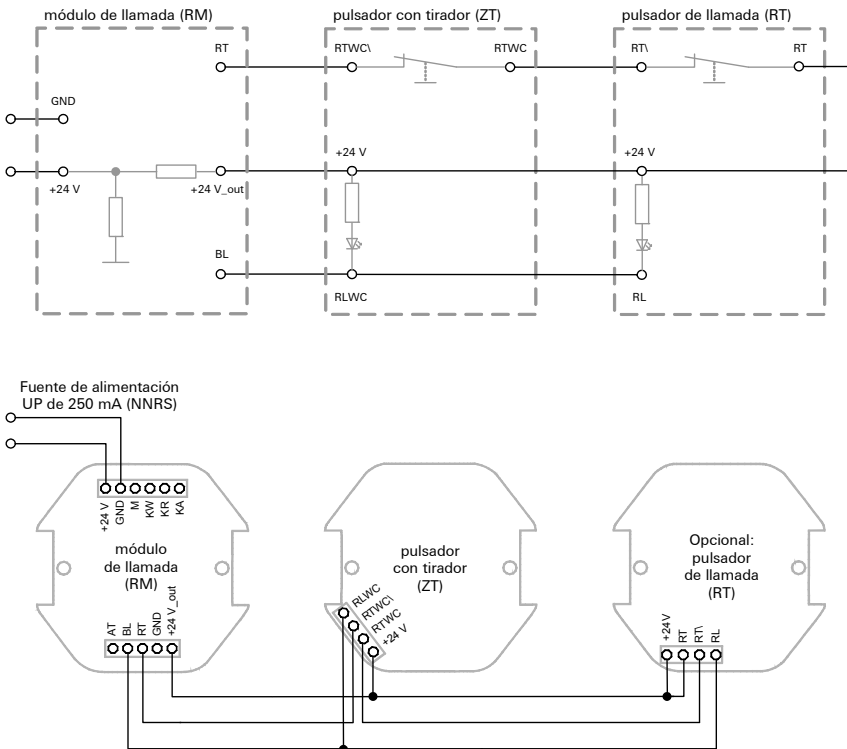 módulo de llamada (RM)
pulsador con tirador (ZT)
pulsador de llamada (RT)
RT
RTWC\
RTWC
RT\
RT
GND
+24 V
+24 V
+24 V
+24 V_out
BL
RLWC
RL
Fuente de alimentación
UP de 250 mA (NNRS)
+24 V
GND
M
KW
KR
KA
módulo
de llamada
(RM)
AT
BL
RT
GND
+24 V_out
pulsador
con tirador
(ZT)
RLWC
RTWC\
RTWC
+24 V
Opcional:
pulsador
de llamada
(RT)
+24V
RT
RT\
RL